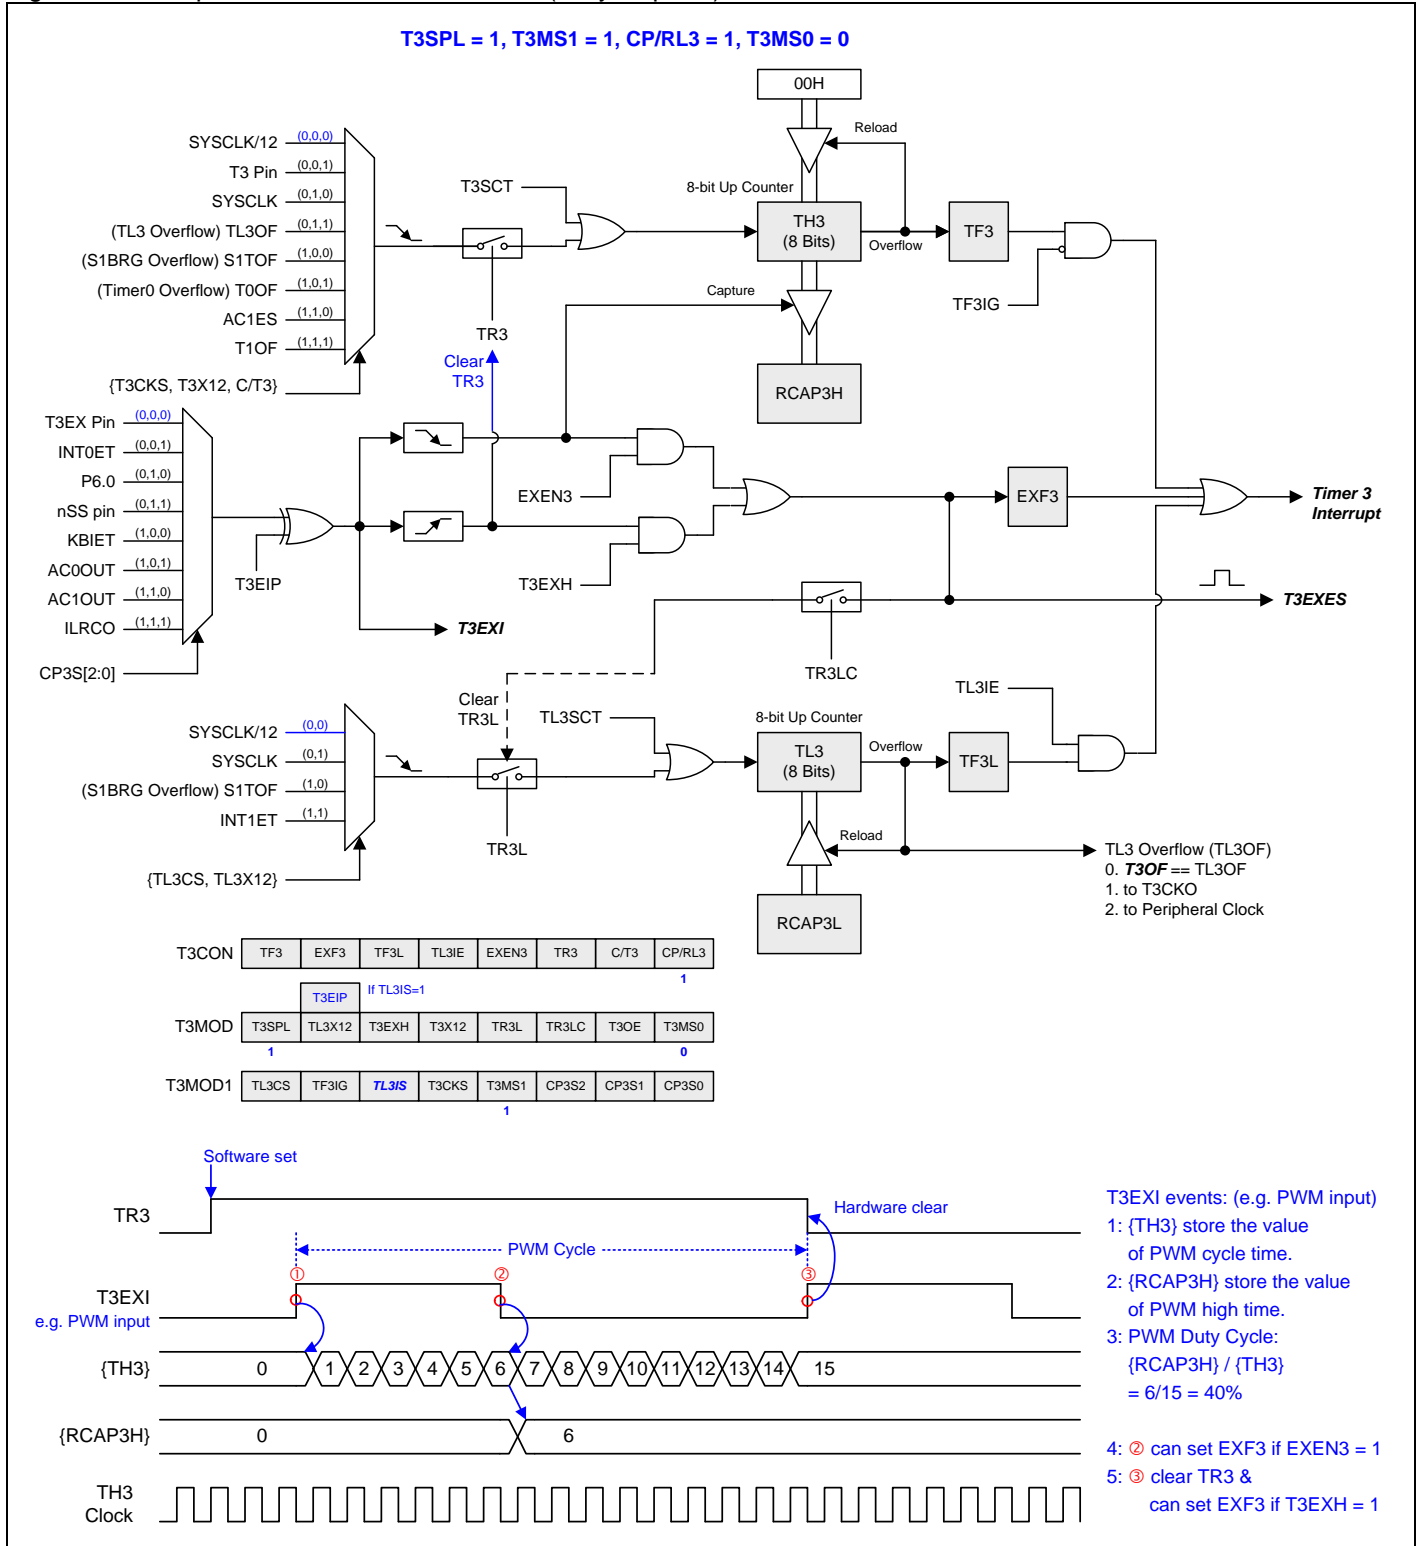 T3SPL = 1, T3MS1 = 1, CP/RL3 = 1, T3MS0 = 0
00H
SYSCLK/12 (0,0,0)
Reload
T3 Pin (0,0,1)
T3SCT
8-bit Up Counter
SYSCLK (0,1,0)
TH3
(8 Bits)
TF3
(TL3 Overflow) TL3OF (0,1,1)
Overflow
(S1BRG Overflow) S1TOF (1,0,0)
(Timer0 Overflow) T0OF (1,0,1)
Capture
TF3IG
AC1ES (1,1,0)
TR3
T1OF (1,1,1)
Clear
TR3
{T3CKS, T3X12, C/T3}
RCAP3H
T3EX Pin (0,0,0)
INT0ET (0,0,1)
P6.0 (0,1,0)
EXEN3
EXF3
Timer 3
Interrupt
nSS pin (0,1,1)
KBIET (1,0,0)
AC0OUT (1,0,1)
T3EIP
T3EXH
AC1OUT (1,1,0)
T3EXES
ILRCO (1,1,1)
T3EXI
CP3S[2:0]
TR3LC
Clear
TR3L
TL3IE
TL3SCT
8-bit Up Counter
SYSCLK/12 (0,0)
SYSCLK (0,1)
TL3
(8 Bits)
Overflow
TF3L
(S1BRG Overflow) S1TOF (1,0)
INT1ET (1,1)
TR3L
Reload
TL3 Overflow (TL3OF)
0. T3OF == TL3OF
1. to T3CKO
2. to Peripheral Clock
{TL3CS, TL3X12}
RCAP3L
T3CON TF3 EXF3 TF3L TL3IE EXEN3 TR3 C/T3 CP/RL3
1
T3EIP If TL3IS=1
T3MOD T3SPL TL3X12 T3EXH T3X12 TR3L TR3LC T3OE T3MS0
1 0
T3MOD1 TL3CS TF3IG TL3IS T3CKS T3MS1 CP3S2 CP3S1 CP3S0
1
Software set
TR3
Hardware clear
PWM Cycle
① ② ③
T3EXI
e.g. PWM input
{TH3} 0 1 2 3 4 5 6 7 8 9 10 11 12 13 14 15
{RCAP3H} 0 6
TH3
Clock
T3EXI events: (e.g. PWM input)
1: {TH3} store the value
of PWM cycle time.
2: {RCAP3H} store the value
of PWM high time.
3: PWM Duty Cycle:
{RCAP3H} / {TH3}
= 6/15 = 40%
4: ② can set EXF3 if EXEN3 = 1
5: ③ clear TR3 &
can set EXF3 if T3EXH = 1